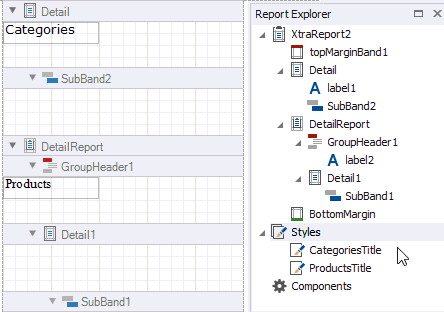 Detail
Categories
SubBand2
DetailReport
GroupHeader1
Products
Detail1
SubBand1
Report Explorer
XtraReport2
topMarginBand1
Detail
label1
SubBand2
DetailReport
GroupHeader1
label2
Detail1
SubBand1
BottomMargin
Styles
CategoriesTitle
ProductsTitle
Components